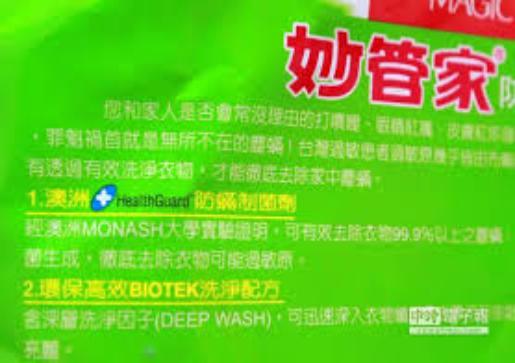 MAGIC
妙管家
您和家人是否會常沒理由的打噴嚏、眼睛紅癢、皮膚紅
,罪魁禍首就是無所不在的塵蟎!台灣過敏患者過敏原幾乎
有透過有效洗淨衣物,才能徹底去除家中塵蟎。
1.澳洲 HealthGuard 防蟎制菌劑
經澳洲MONASH大學實驗證明,可有效去除衣物99.9%以上之塵蟎
菌生成,徹底去除衣物可能過敏原。
2.環保高效BIOTEK洗淨配方
含深層洗淨因子(DEEP WASH),可迅速深入衣物纖
亮麗。
中時電子報